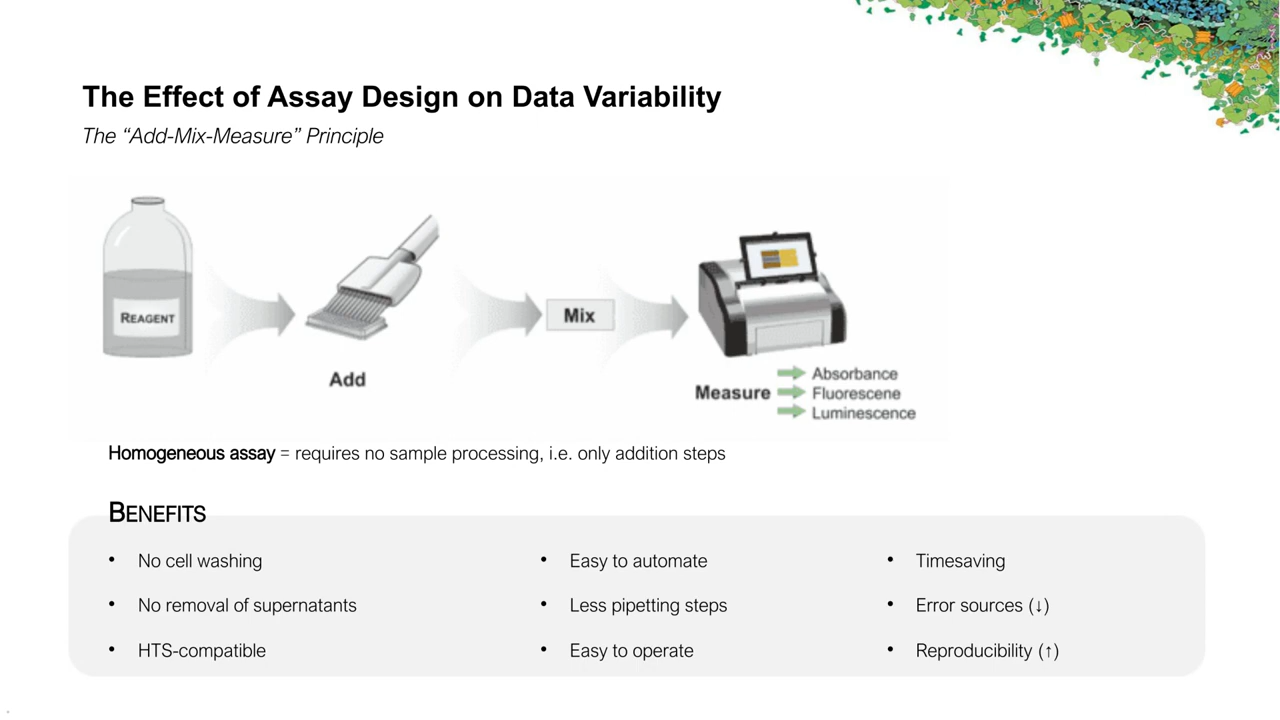 The Effect of Assay Design on Data Variability
The “Add-Mix-Measure” Principle
REAGENT
Add
Mix
Measure
Absorbance
Fluorescene
Luminescence
Homogeneous assay = requires no sample processing, i.e. only addition steps
BENEFITS
• No cell washing
• No removal of supernatants
• HTS-compatible
• Easy to automate
• Less pipetting steps
• Easy to operate
• Timesaving
• Error sources (↓)
• Reproducibility (↑)